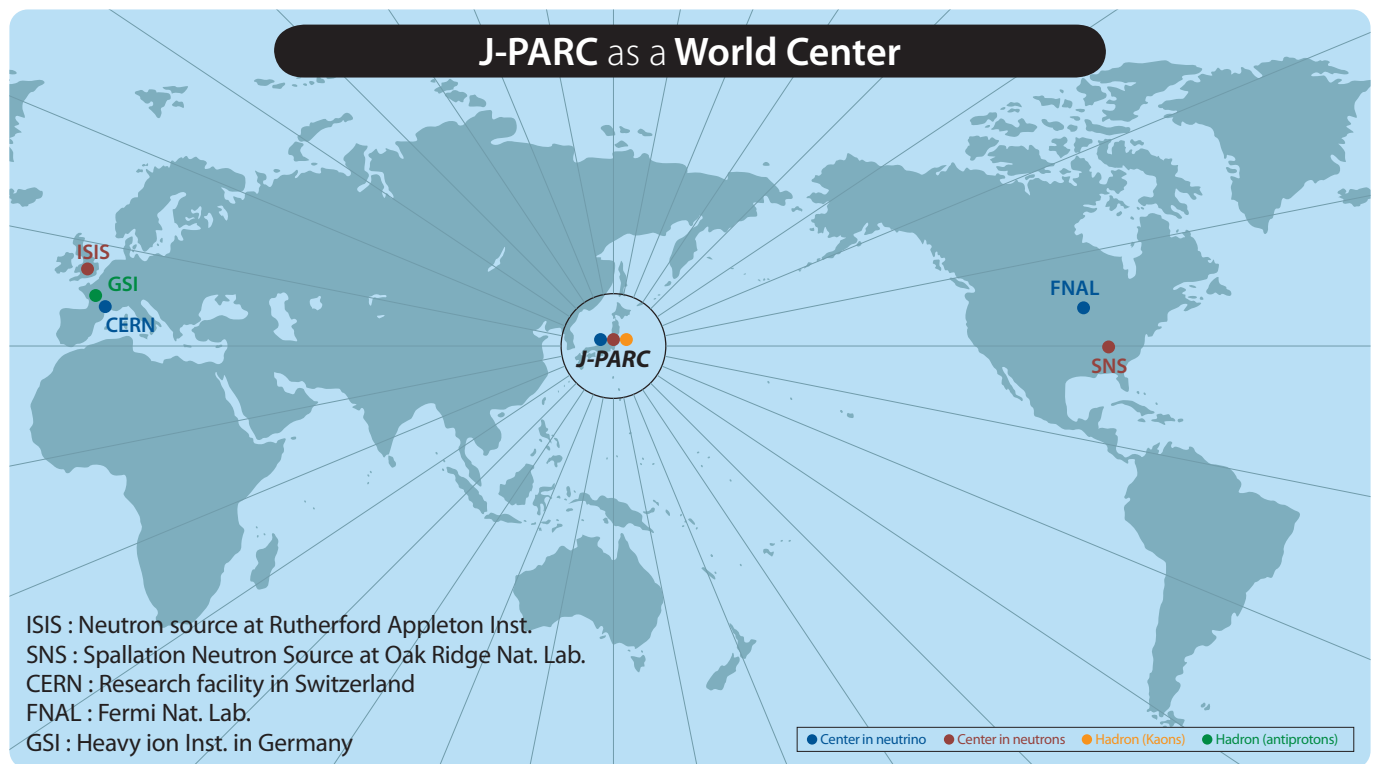 J-PARC as a World Center
ISIS
GSI
CERN
J-PARC
FNAL
SNS
ISIS : Neutron source at Rutherford Appleton Inst.
SNS : Spallation Neutron Source at Oak Ridge Nat. Lab.
CERN : Research facility in Switzerland
FNAL : Fermi Nat. Lab.
GSI : Heavy ion Inst. in Germany
Center in neutrino Center in neutrons Hadron (Kaons) Hadron (antiprotons)